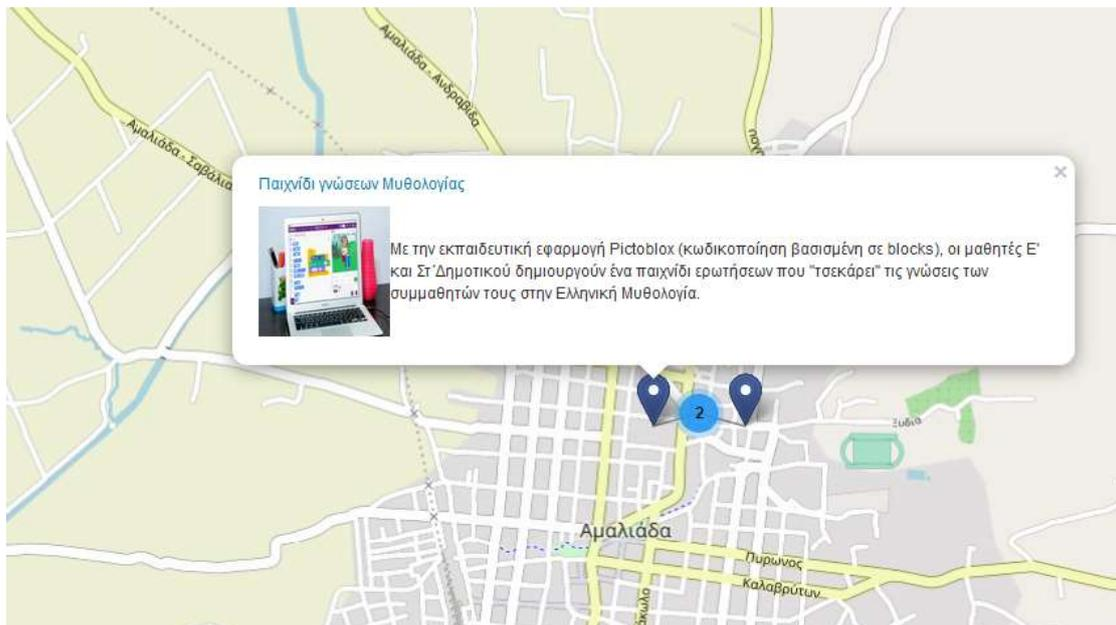 Αμαλιάδα - Ανδραβίδα
Αμαλιάδα - Σαβάλια
Παιχνίδι γνώσεων Μυθολογίας
×
Με την εκπαιδευτική εφαρμογή Pictoblox (κωδικοποίηση βασισμένη σε blocks), οι μαθητές Ε'
και Στ΄Δημοτικού δημιουργούν ένα παιχνίδι ερωτήσεων που "τσεκάρει" τις γνώσεις των
συμμαθητών τους στην Ελληνική Μυθολογία.
2
Αμαλιάδα
Πυρωνος
Καλαβρύτων